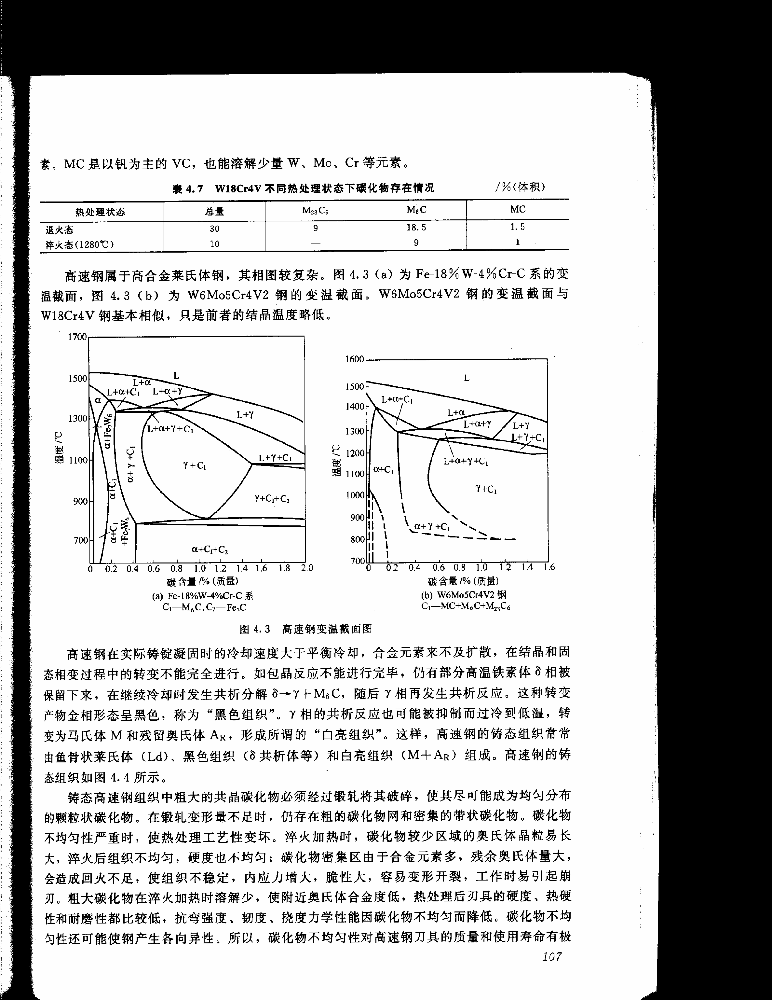 素。MC 是以钒为主的 VC，也能溶解少量 W、Mo、Cr 等元素。
表 4.7 W18Cr4V 不同热处理状态下碳化物存在情况 /%(体积)
热处理状态 总量 M₂₃C₆ M₆C MC
退火态 30 9 18.5 1.5
淬火态(1280℃) 10 — 9 1
高速钢属于高合金莱氏体钢，其相图较复杂。图 4.3（a）为 Fe-18%W-4%Cr-C 系的变
温截面，图 4.3（b）为 W6Mo5Cr4V2 钢的变温截面。W6Mo5Cr4V2 钢的变温截面与
W18Cr4V 钢基本相似，只是前者的结晶温度略低。
1700
1500
1300
1100
900
700
温度/℃
L
L+α
L+α+C₁
L+α+γ
α
L+γ
α+Fe₇W₆
L+α+γ+C₁
α+γ+C₁
γ+C₁
L+γ+C₁
α+C₁
γ+C₁+C₂
α+C₁
+Fe₇W₆
α+C₁+C₂
0 0.2 0.4 0.6 0.8 1.0 1.2 1.4 1.6 1.8 2.0
碳含量/%(质量)
(a) Fe-18%W-4%Cr-C 系
C₁—M₆C, C₂—Fe₃C
1600
1500
1400
1300
1200
1100
1000
900
800
700
温度/℃
L
L+α+C₁
L+α
L+α+γ
L+γ
L+γ+C₁
L+α+γ+C₁
α+C₁
γ+C₁
α+γ+C₁
0 0.2 0.4 0.6 0.8 1.0 1.2 1.4 1.6
碳含量/%(质量)
(b) W6Mo5Cr4V2 钢
C₁—MC+M₆C+M₂₃C₆
图 4.3 高速钢变温截面图
高速钢在实际铸锭凝固时的冷却速度大于平衡冷却，合金元素来不及扩散，在结晶和固
态相变过程中的转变不能完全进行。如包晶反应不能进行完毕，仍有部分高温铁素体 δ 相被
保留下来，在继续冷却时发生共析分解 δ→γ＋M₆C，随后 γ 相再发生共析反应。这种转变
产物金相形态呈黑色，称为“黑色组织”。γ 相的共析反应也可能被抑制而过冷到低温，转
变为马氏体 M 和残留奥氏体 A_R，形成所谓的“白亮组织”。这样，高速钢的铸态组织常常
由鱼骨状莱氏体（Ld）、黑色组织（δ 共析体等）和白亮组织（M＋A_R）组成。高速钢的铸
态组织如图 4.4 所示。
铸态高速钢组织中粗大的共晶碳化物必须经过锻轧将其破碎，使其尽可能成为均匀分布
的颗粒状碳化物。在锻轧变形量不足时，仍存在粗的碳化物网和密集的带状碳化物。碳化物
不均匀性严重时，使热处理工艺性变坏。淬火加热时，碳化物较少区域的奥氏体晶粒易长
大，淬火后组织不均匀，硬度也不均匀；碳化物密集区由于合金元素多，残余奥氏体量大，
会造成回火不足，使组织不稳定，内应力增大，脆性大，容易变形开裂，工作时易引起崩
刃。粗大碳化物在淬火加热时溶解少，使附近奥氏体合金度低，热处理后刃具的硬度、热硬
性和耐磨性都比较低，抗弯强度、韧度、挠度力学性能因碳化物不均匀而降低。碳化物不均
匀性还可能使钢产生各向异性。所以，碳化物不均匀性对高速钢刀具的质量和使用寿命有极
107